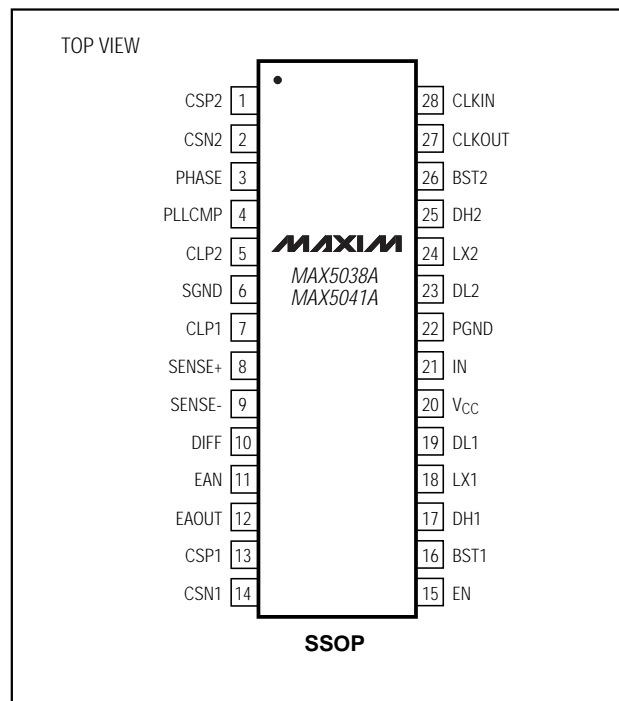 TOP VIEW
CSP2 1
CSN2 2
PHASE 3
PLLCMP 4
CLP2 5
SGND 6
CLP1 7
SENSE+ 8
SENSE- 9
DIFF 10
EAN 11
EAOUT 12
CSP1 13
CSN1 14
MAXIM
MAX5038A
MAX5041A
28 CLKIN
27 CLKOUT
26 BST2
25 DH2
24 LX2
23 DL2
22 PGND
21 IN
20 VCC
19 DL1
18 LX1
17 DH1
16 BST1
15 EN
SSOP